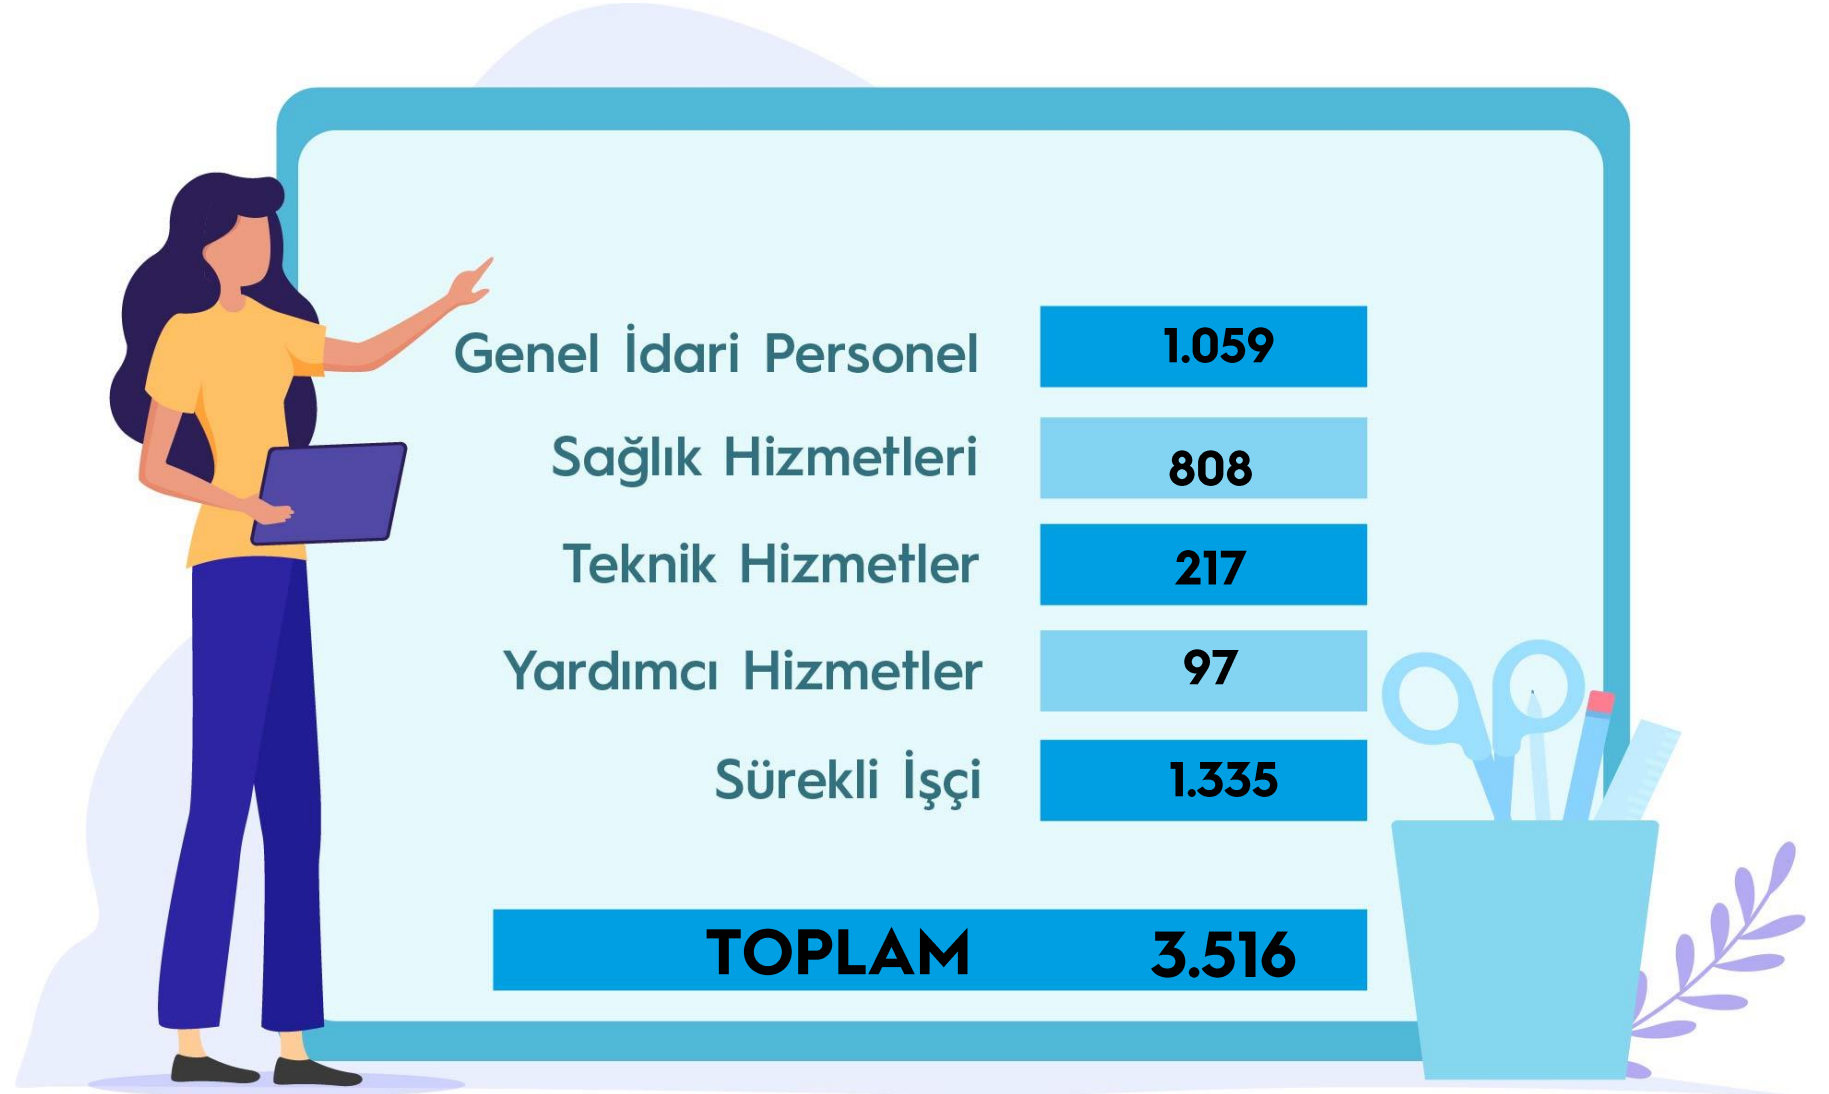 Genel İdari Personel 1.059
Sağlık Hizmetleri 808
Teknik Hizmetler 217
Yardımcı Hizmetler 97
Sürekli İşçi 1.335
TOPLAM 3.516